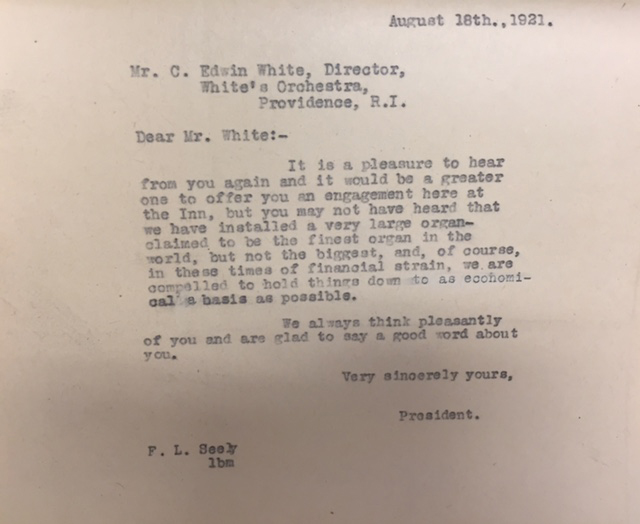 August 18th.,1921.
Mr. C. Edwin White, Director,
White's Orchestra,
Providence, R.I.
Dear Mr. White:-
It is a pleasure to hear
from you again and it would be a greater
one to offer you an engagement here at
the Inn, but you may not have heard that
we have installed a very large organ-
claimed to be the finest organ in the
world, but not the biggest, and, of course,
in these times of financial strain, we are
compelled to hold things down to as economi-
cal a basis as possible.
We always think pleasantly
of you and are glad to say a good word about
you.
Very sincerely yours,
President.
F. L. Seely
lbm